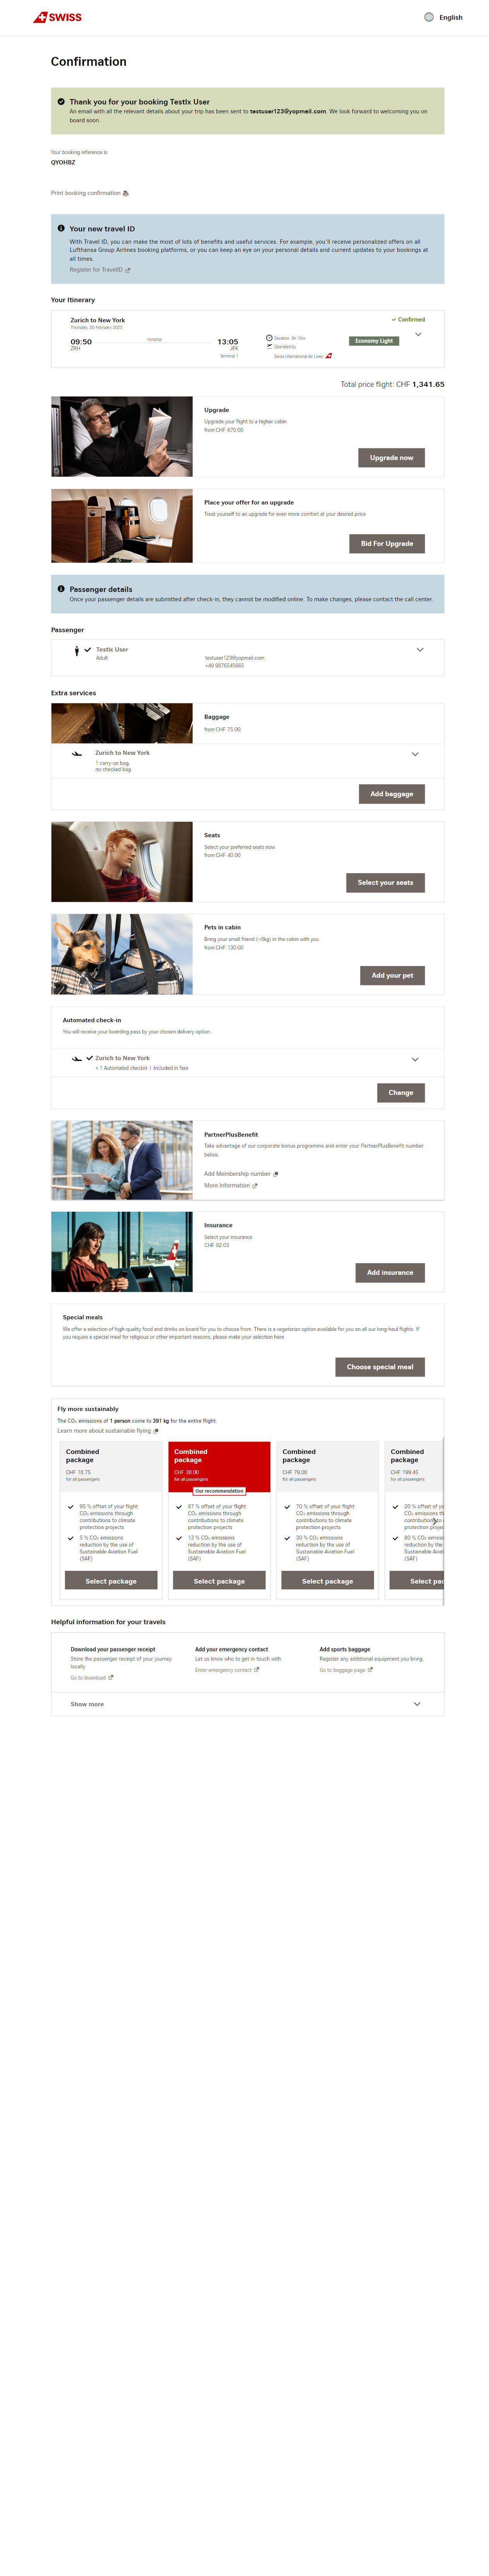 SWISS
English
Confirmation
Thank you for your booking Testlx User
An email with all the relevant details about your trip has been sent to testuser123@yopmail.com. We look forward to welcoming you on
board soon.
Your booking reference is
QYOHBZ
Print booking confirmation
Your new travel ID
With Travel ID, you can make the most of lots of benefits and useful services. For example, you'll receive personalized offers on all
Lufthansa Group Airlines booking platforms, or you can keep an eye on your personal details and current updates to your bookings at
all times.
Register for TravelID
Your Itinerary
Zurich to New York
Confirmed
Thursday, 20 February 2025
09:50
nonstop
13:05
Duration: 9h 15m
Economy Light
ZRH
JFK
Operated by:
Terminal 1
Swiss International Air Lines
Total price flight: CHF 1,341.65
Upgrade
Upgrade your flight to a higher cabin
from CHF 670.00
Upgrade now
Place your offer for an upgrade
Treat yourself to an upgrade for even more comfort at your desired price.
Bid For Upgrade
Passenger details
Once your passenger details are submitted after check-in, they cannot be modified online. To make changes, please contact the call center.
Passenger
Testlx User
Adult
testuser123@yopmail.com
+49 9876545665
Extra services
Baggage
from CHF 75.00
Zurich to New York
1 carry-on bag,
no checked bag
Add baggage
Seats
Select your preferred seats now.
from CHF 40.00
Select your seats
Pets in cabin
Bring your small friend (<8kg) in the cabin with you.
from CHF 130.00
Add your pet
Automated check-in
You will receive your boarding pass by your chosen delivery option.
Zurich to New York
1 Automated checkin | Included in fare
Change
PartnerPlusBenefit
Take advantage of our corporate bonus programme and enter your PartnerPlusBenefit number
below.
Add Membership number
More Information
Insurance
Select your insurance
CHF 92.03
Add insurance
Special meals
We offer a selection of high-quality food and drinks on board for you to choose from. There is a vegetarian option available for you on all our long-haul flights. If
you require a special meal for religious or other important reasons, please make your selection here.
Choose special meal
Fly more sustainably
The CO₂ emissions of 1 person come to 391 kg for the entire flight.
Learn more about sustainable flying
Combined
package
CHF 18.75
for all passengers
95 % offset of your flight
CO₂ emissions through
contributions to climate
protection projects
5 % CO₂ emissions
reduction by the use of
Sustainable Aviation Fuel
(SAF)
Select package
Combined
package
CHF 38.00
for all passengers
Our recommendation
87 % offset of your flight
CO₂ emissions through
contributions to climate
protection projects
13 % CO₂ emissions
reduction by the use of
Sustainable Aviation Fuel
(SAF)
Select package
Combined
package
CHF 79.00
for all passengers
70 % offset of your flight
CO₂ emissions through
contributions to climate
protection projects
30 % CO₂ emissions
reduction by the use of
Sustainable Aviation Fuel
(SAF)
Select package
Combined
package
CHF 199.45
for all passengers
20 % offset of
CO₂ emissions
protection
80 % CO₂
reduction by the
Sustainable
(SAF)
Select
Helpful information for your travels
Download your passenger receipt
Store the passenger receipt of your journey
locally
Go to download
Add your emergency contact
Let us know who to get in touch with.
Enter emergency contact
Add sports baggage
Register any additional equipment you bring.
Go to baggage page
Show more